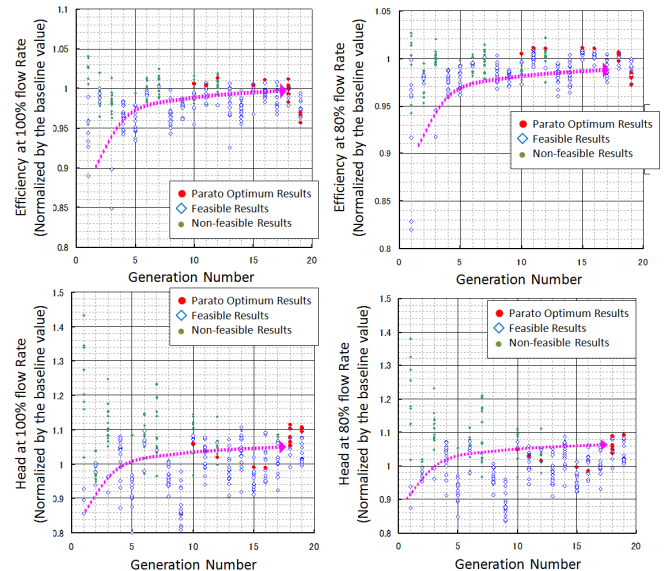 Efficiency at 100% flow Rate
(Normalized by the baseline value)
1.1
1.05
1
0.95
0.9
0.85
0.8
0
5
10
15
20
Generation Number
Parato Optimum Results
Feasible Results
Non-feasible Results
Efficiency at 80% flow Rate
(Normalized by the baseline value)
1.05
1
0.95
0.9
0.85
0.8
0
5
10
15
20
Generation Number
Parato Optimum Results
Feasible Results
Non-feasible Results
Head at 100% flow Rate
(Normalized by the baseline value)
1.5
1.4
1.3
1.2
1.1
1
0.9
0.8
0
5
10
15
20
Generation Number
Parato Optimum Results
Feasible Results
Non-feasible Results
Head at 80% flow Rate
(Normalized by the baseline value)
1.5
1.4
1.3
1.2
1.1
1
0.9
0.8
0
5
10
15
20
Generation Number
Parato Optimum Results
Feasible Results
Non-feasible Results